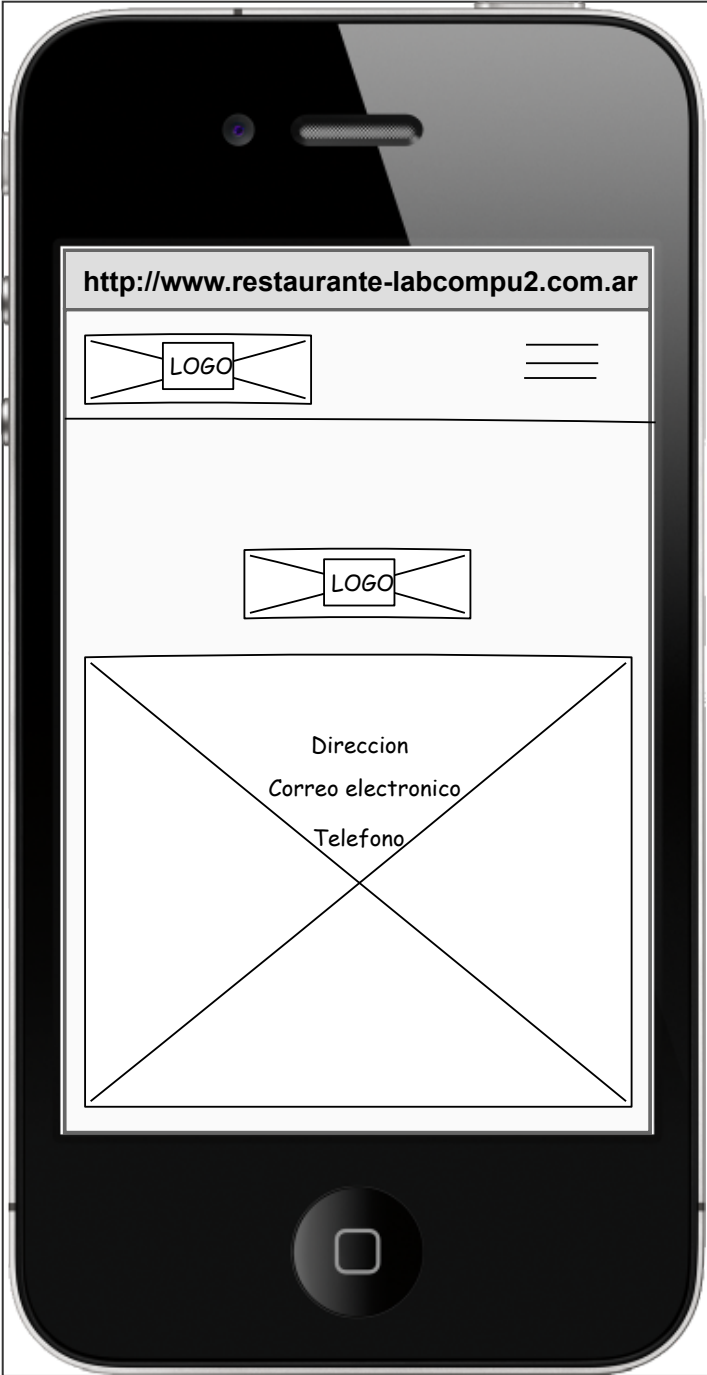 http://www.restaurante-labcompu2.com.ar
LOGO
LOGO
Direccion
Correo electronico
Telefono